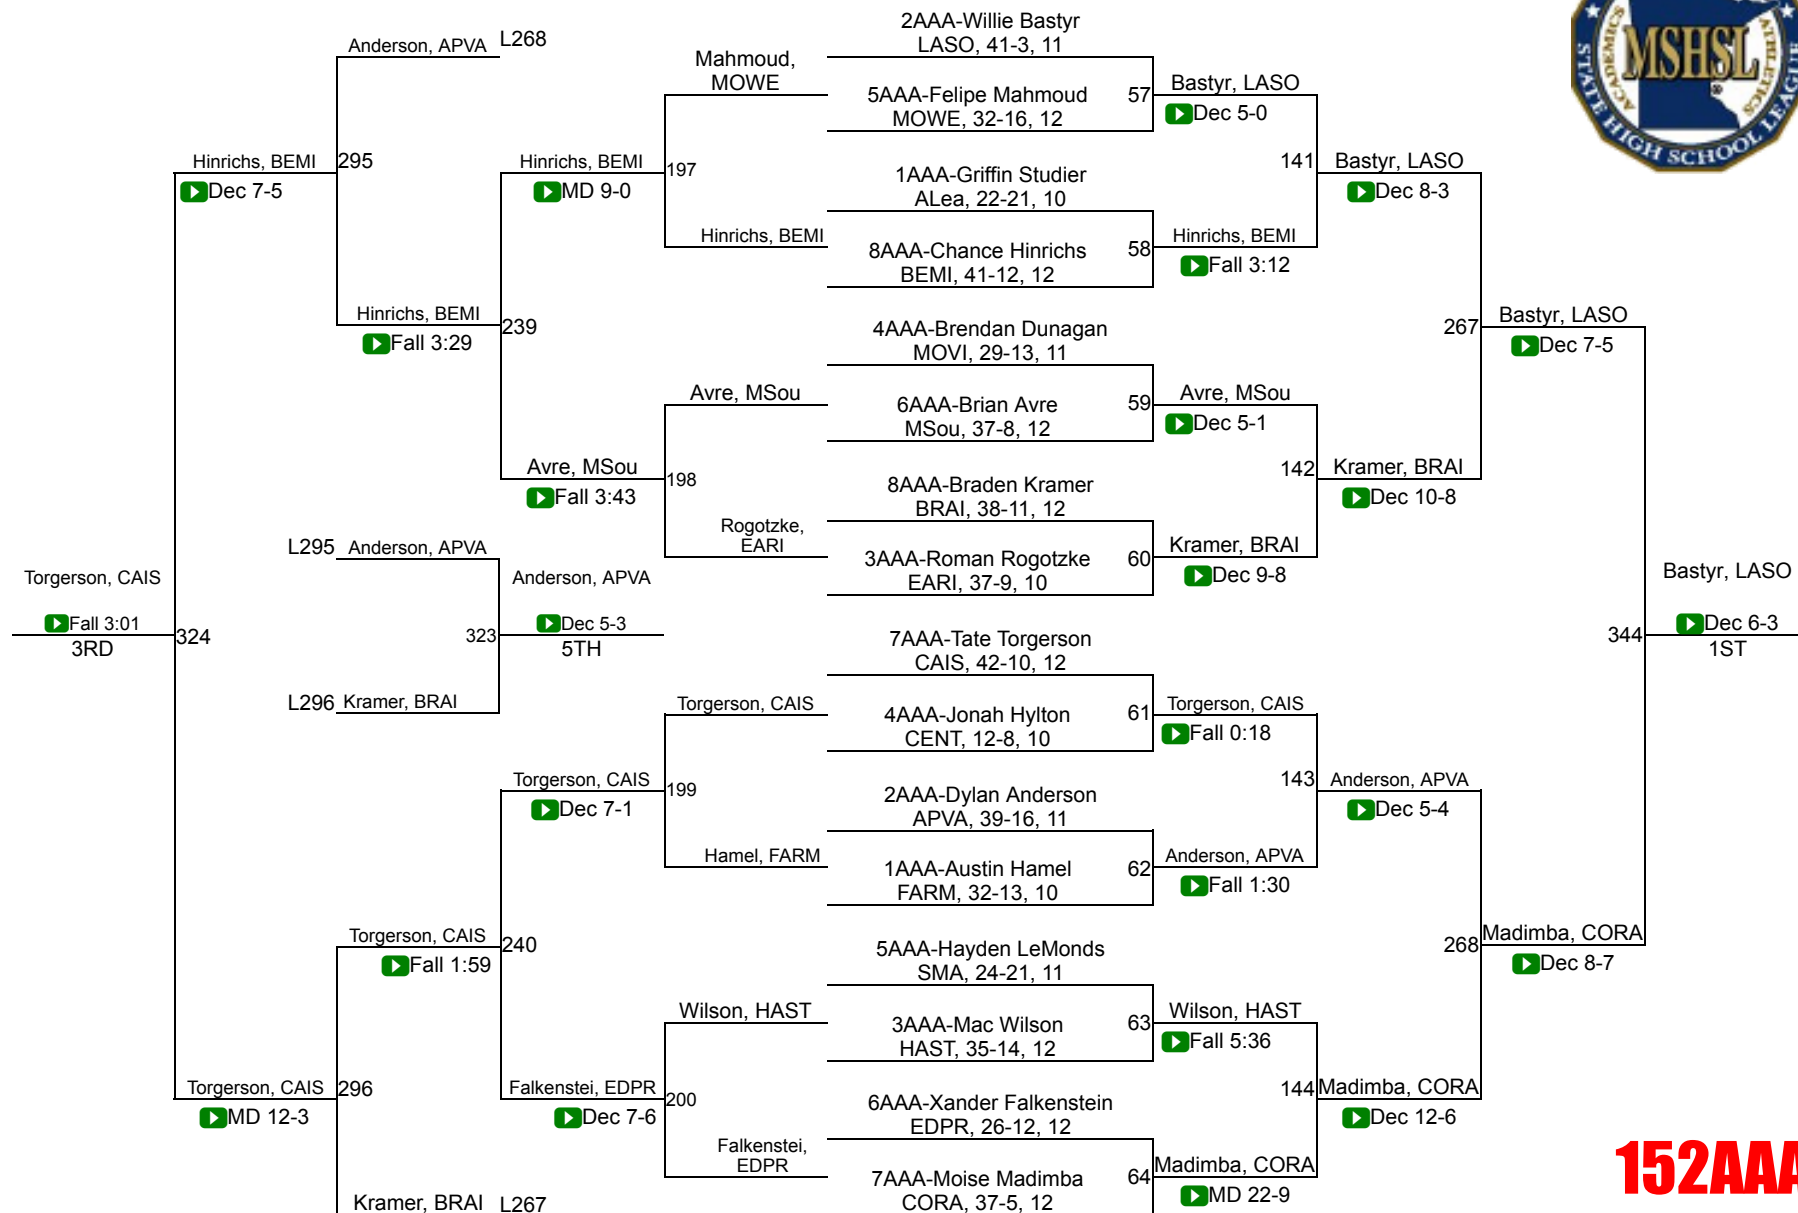 2AAA-Willie Bastyr
LASO, 41-3, 11
Anderson, APVA L268
Mahmoud,
MOWE
5AAA-Felipe Mahmoud
MOWE, 32-16, 12
57
Bastyr, LASO
Dec 5-0
MSHSL
ACADEMICS
ATHLETICS
STATE HIGH SCHOOL LEAGUE
Hinrichs, BEMI
Dec 7-5
295
Hinrichs, BEMI
MD 9-0
197
1AAA-Griffin Studier
ALea, 22-21, 10
141
Bastyr, LASO
Dec 8-3
Hinrichs, BEMI
8AAA-Chance Hinrichs
BEMI, 41-12, 12
58
Hinrichs, BEMI
Fall 3:12
Hinrichs, BEMI
Fall 3:29
239
4AAA-Brendan Dunagan
MOVI, 29-13, 11
267
Bastyr, LASO
Dec 7-5
Avre, MSou
6AAA-Brian Avre
MSou, 37-8, 12
59
Avre, MSou
Dec 5-1
Avre, MSou
Fall 3:43
198
8AAA-Braden Kramer
BRAI, 38-11, 12
142
Kramer, BRAI
Dec 10-8
Rogotzke,
EARI
3AAA-Roman Rogotzke
EARI, 37-9, 10
60
Kramer, BRAI
Dec 9-8
L295 Anderson, APVA
Torgerson, CAIS
Fall 3:01
3RD
324
Anderson, APVA
323
Dec 5-3
5TH
Bastyr, LASO
344
Dec 6-3
1ST
7AAA-Tate Torgerson
CAIS, 42-10, 12
L296 Kramer, BRAI
Torgerson, CAIS
4AAA-Jonah Hylton
CENT, 12-8, 10
61
Torgerson, CAIS
Fall 0:18
Torgerson, CAIS
Dec 7-1
199
2AAA-Dylan Anderson
APVA, 39-16, 11
143
Anderson, APVA
Dec 5-4
Hamel, FARM
1AAA-Austin Hamel
FARM, 32-13, 10
62
Anderson, APVA
Fall 1:30
Torgerson, CAIS
Fall 1:59
240
5AAA-Hayden LeMonds
SMA, 24-21, 11
268
Madimba, CORA
Dec 8-7
Wilson, HAST
3AAA-Mac Wilson
HAST, 35-14, 12
63
Wilson, HAST
Fall 5:36
Torgerson, CAIS
MD 12-3
296
Falkenstei, EDPR
Dec 7-6
200
6AAA-Xander Falkenstein
EDPR, 26-12, 12
144
Madimba, CORA
Dec 12-6
Falkenstei,
EDPR
7AAA-Moise Madimba
CORA, 37-5, 12
64
Madimba, CORA
MD 22-9
Kramer, BRAI L267
152AAA